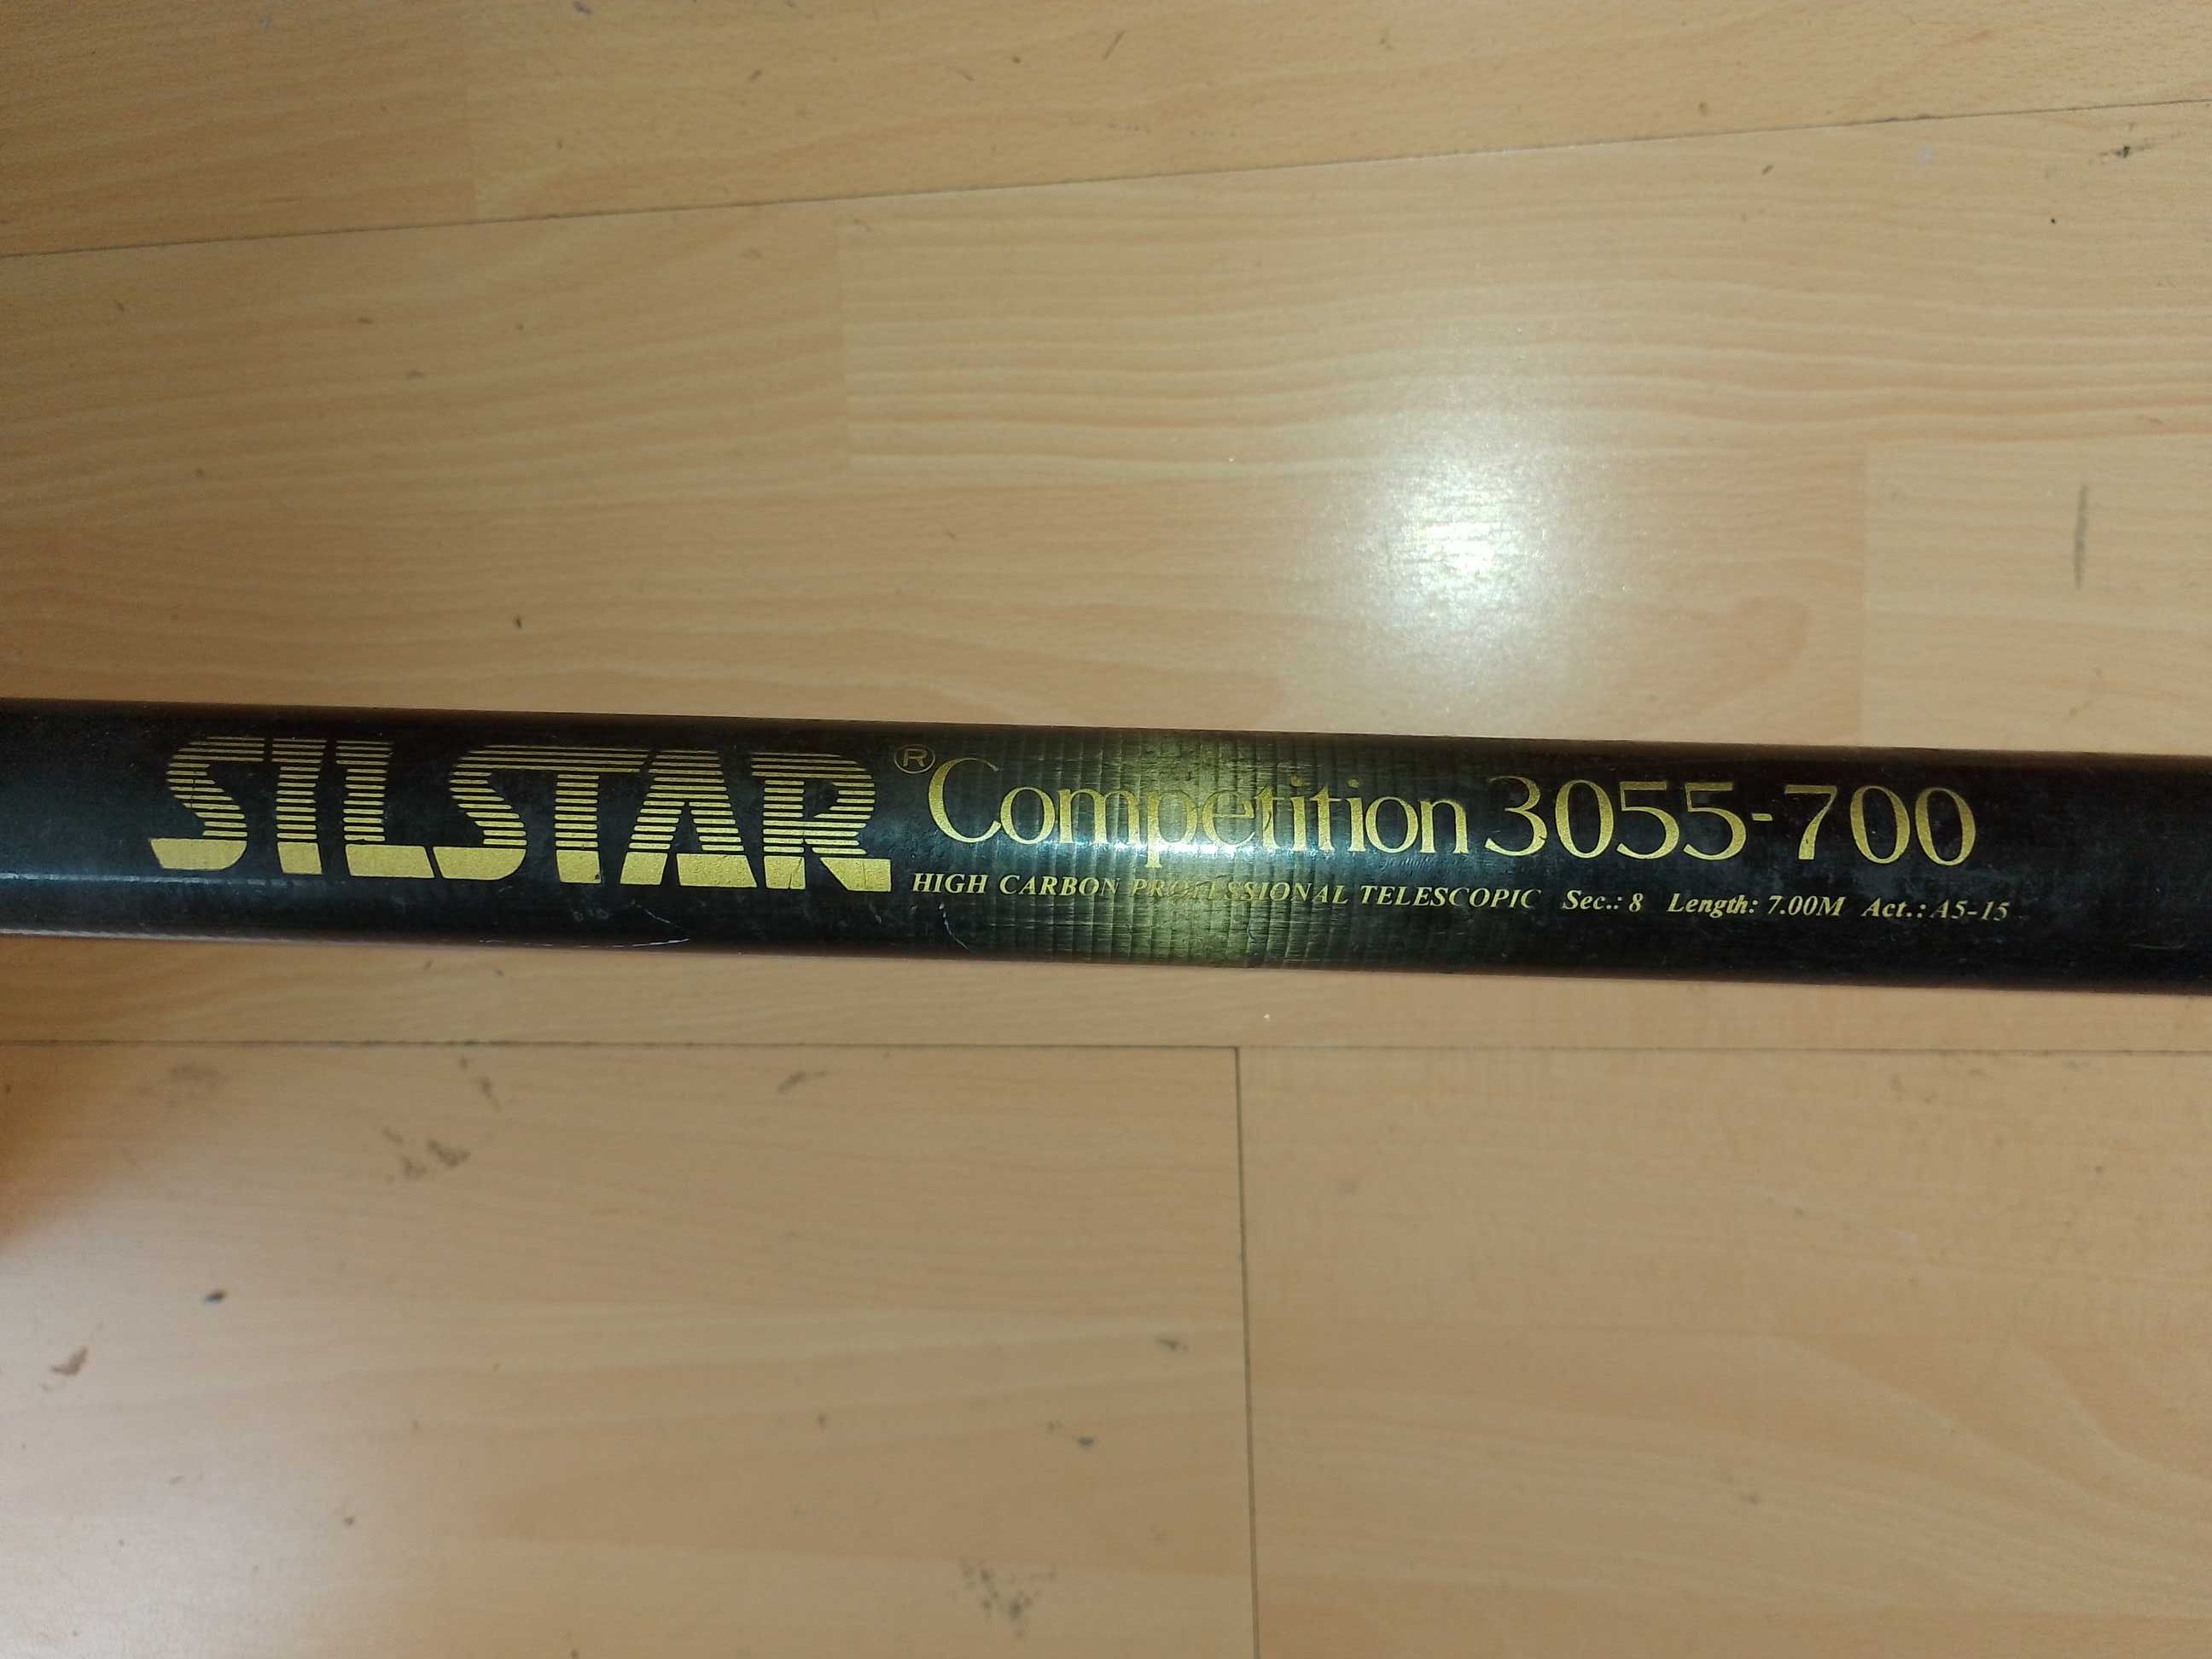 SILSTAR® Competition 3055-700
HIGH CARBON PROFESSIONAL TELESCOPIC Sec.: 8 Length: 7.00M Act.: A5-15